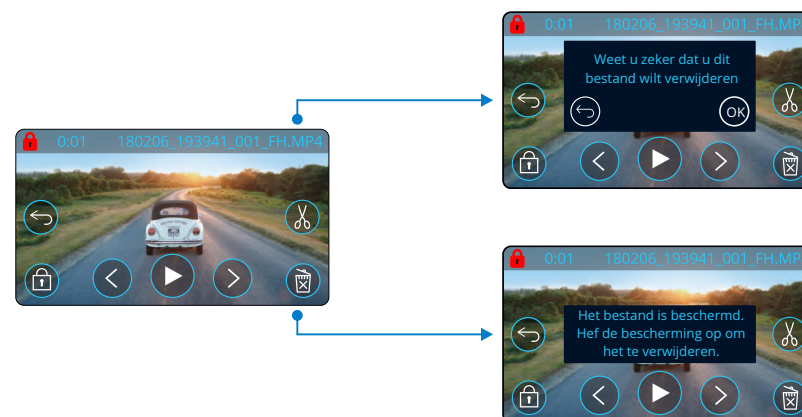 0:01 180206_193941_001_FH.MP4
0:01 180206_193941_001_FH.MP
Weet u zeker dat u dit
bestand wilt verwijderen
OK
0:01 180206_193941_001_FH.MP
Het bestand is beschermd.
Hef de bescherming op om
het te verwijderen.